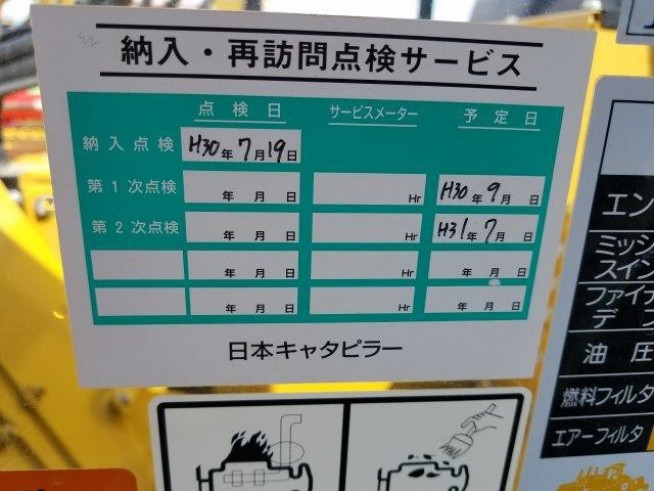 納入・再訪問点検サービス
点検日 サービスメーター 予定日
納入点検 H30年7月19日
第1次点検 年 月 日 Hr H30年9月 日
第2次点検 年 月 日 Hr H31年7月 日
年 月 日 Hr 年 月 日
年 月 日 Hr 年 月 日
日本キャタピラー
エン
ミッシ
スイン
ファイナ
デフ
油圧
燃料フィルタ
エアーフィルタ